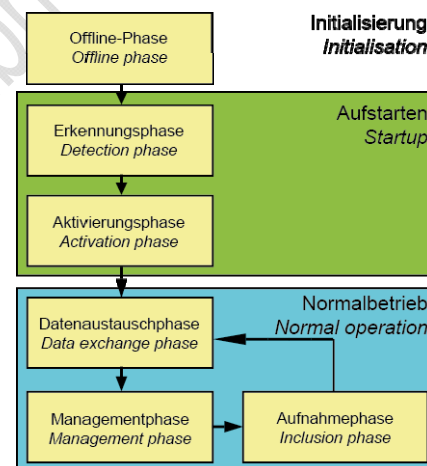 Initialisierung
Initialisation
Offline-Phase
Offline phase
Aufstarten
Startup
Erkennungsphase
Detection phase
Aktivierungsphase
Activation phase
Normalbetrieb
Normal operation
Datenaustauschphase
Data exchange phase
Managementphase
Management phase
Aufnahmephase
Inclusion phase